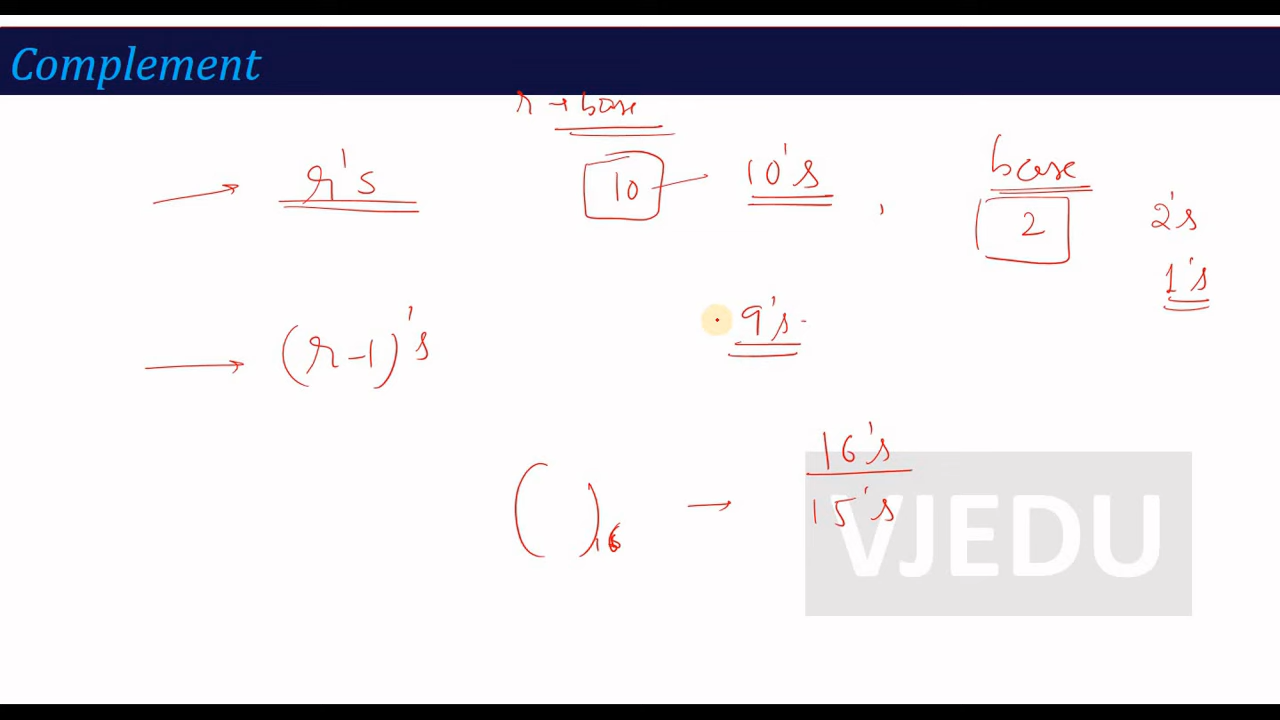 Complement
r → base
r's 10 10's , base
2 2's
1's
(r-1)'s 9's
( )16 → 16's
15's
VJEDU